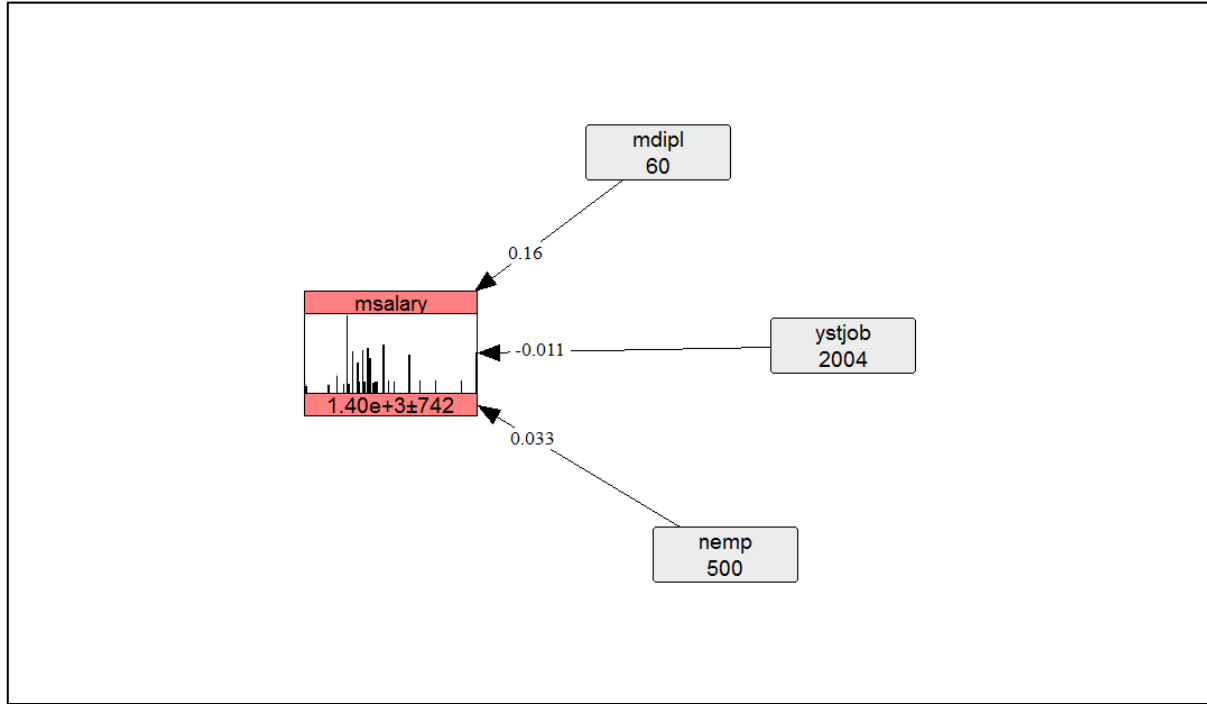 mdipl
60
0.16
msalary
1.40e+3±742
-0.011
ystjob
2004
0.033
nemp
500